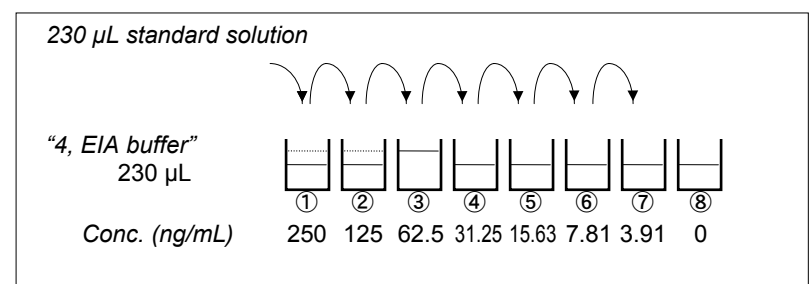 230 µL standard solution
“4, EIA buffer”
230 µL
① ② ③ ④ ⑤ ⑥ ⑦ ⑧
Conc. (ng/mL) 250 125 62.5 31.25 15.63 7.81 3.91 0